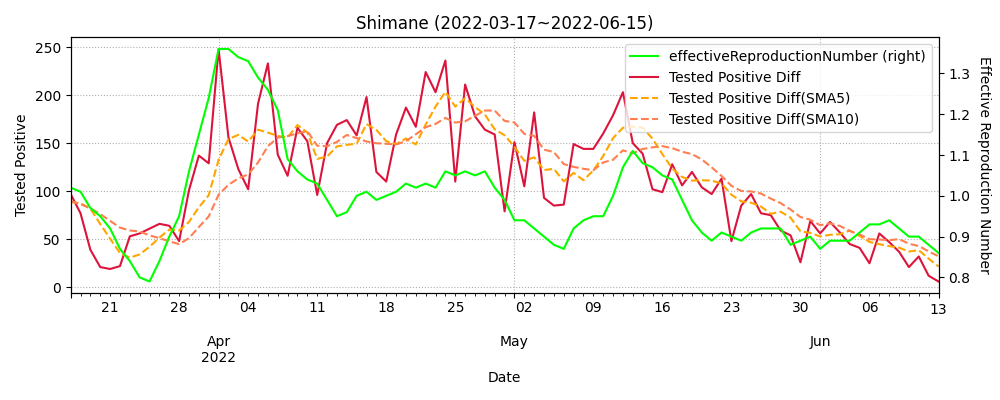 Shimane (2022-03-17~2022-06-15)
effectiveReproductionNumber (right)
Tested Positive Diff
Tested Positive Diff(SMA5)
Tested Positive Diff(SMA10)
Tested Positive
250
200
150
100
50
0
Effective Reproduction Number
1.3
1.2
1.1
1.0
0.9
0.8
21 28 04 11 18 25 02 09 16 23 30 06 13
Apr May Jun
2022
Date